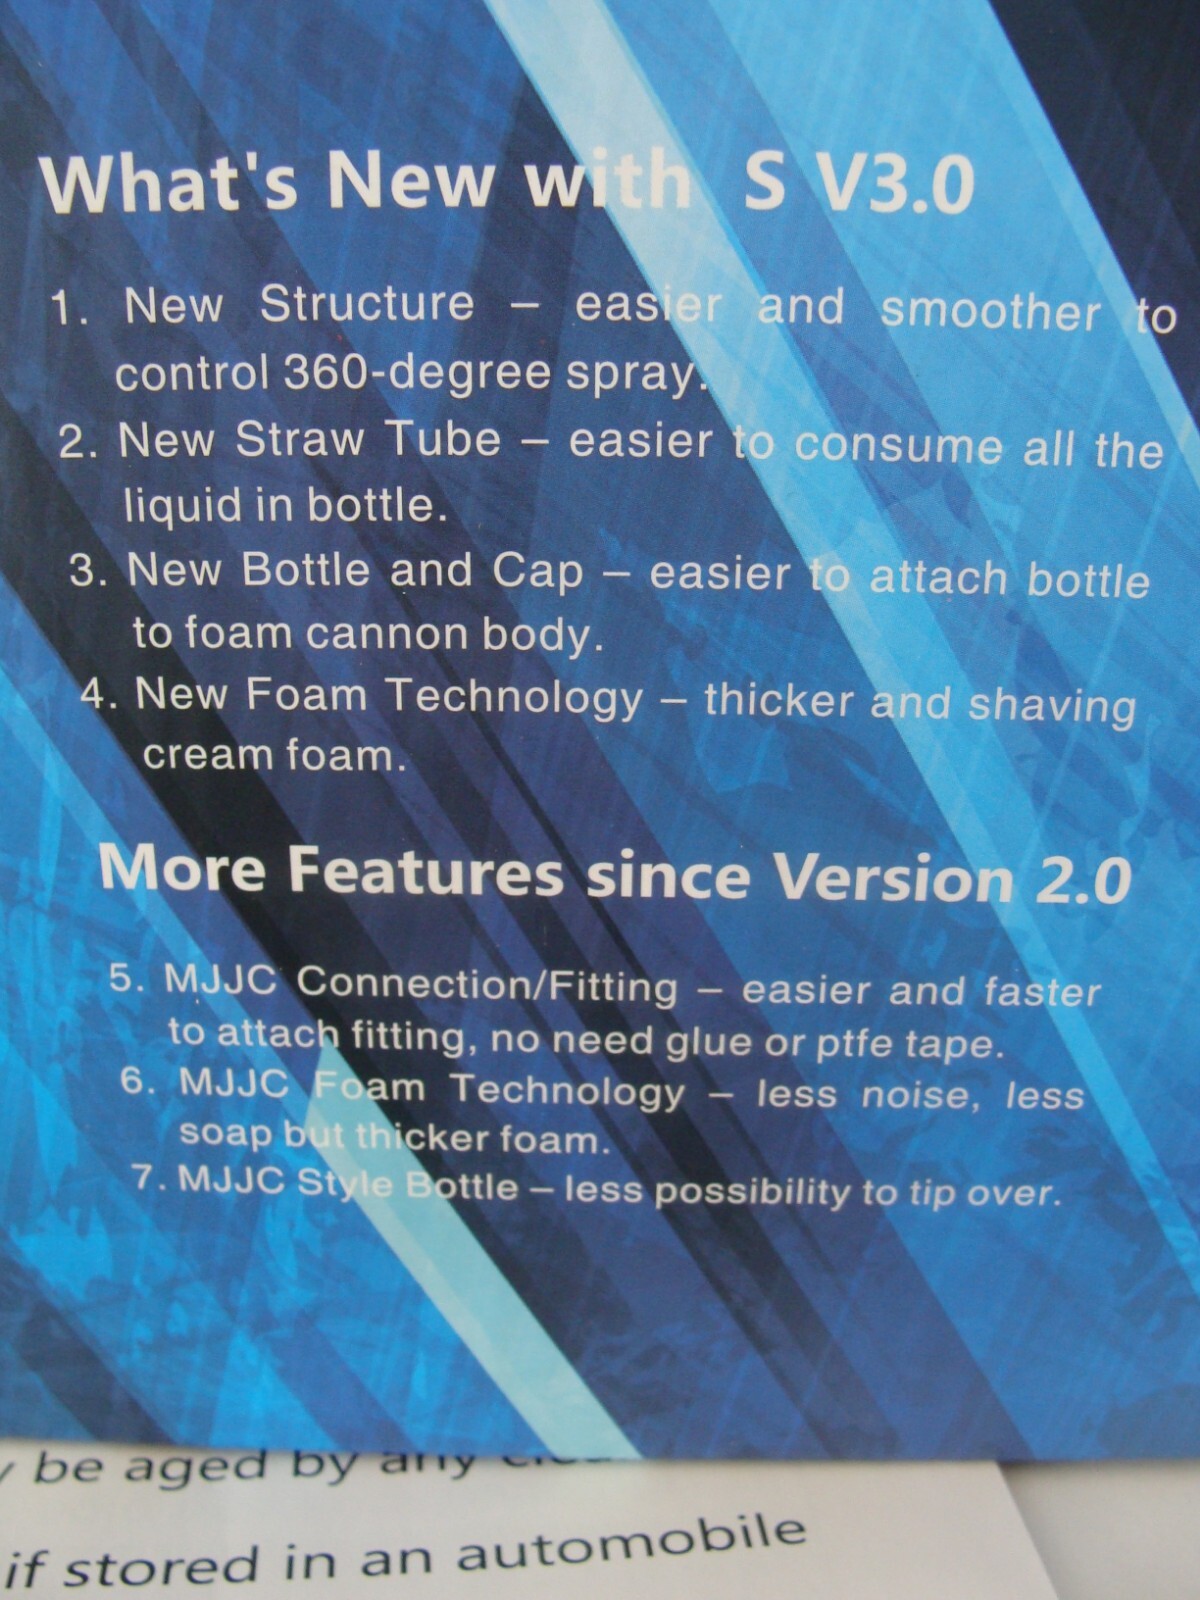 What's New with S V3.0
1. New Structure – easier and smoother to
control 360-degree spray.
2. New Straw Tube – easier to consume all the
liquid in bottle.
3. New Bottle and Cap – easier to attach bottle
to foam cannon body.
4. New Foam Technology – thicker and shaving
cream foam.
More Features since Version 2.0
5. MJJC Connection/Fitting – easier and faster
to attach fitting, no need glue or ptfe tape.
6. MJJC Foam Technology – less noise, less
soap but thicker foam.
7. MJJC Style Bottle – less possibility to tip over.
be aged by any
if stored in an automobile